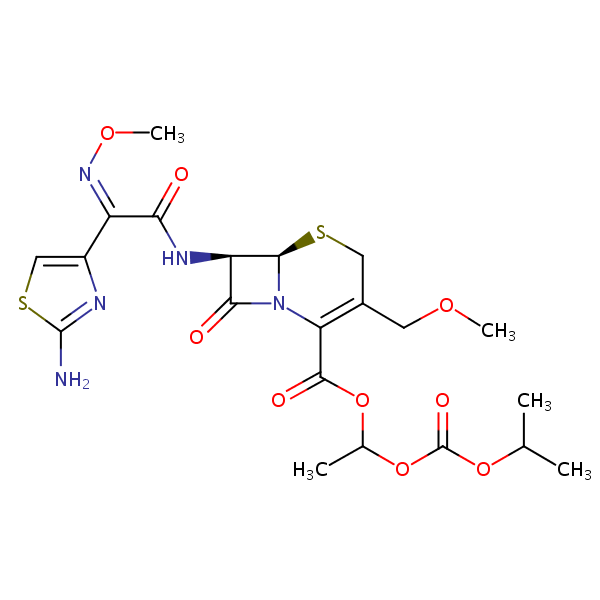 O CH₃
N O
S
HN
S N N O
O CH₃
NH₂ O O O CH₃
H₃C O O CH₃